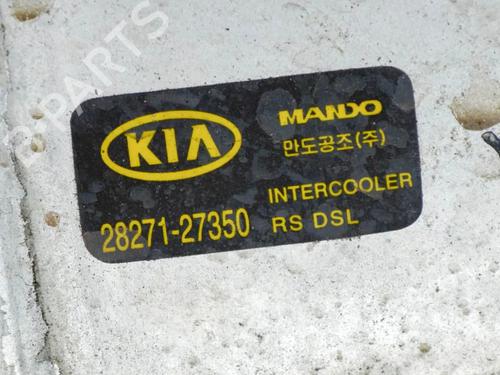 KIA
28271-27350
MANDO
만도공조(주)
INTERCOOLER
RS DSL
B-PARTS